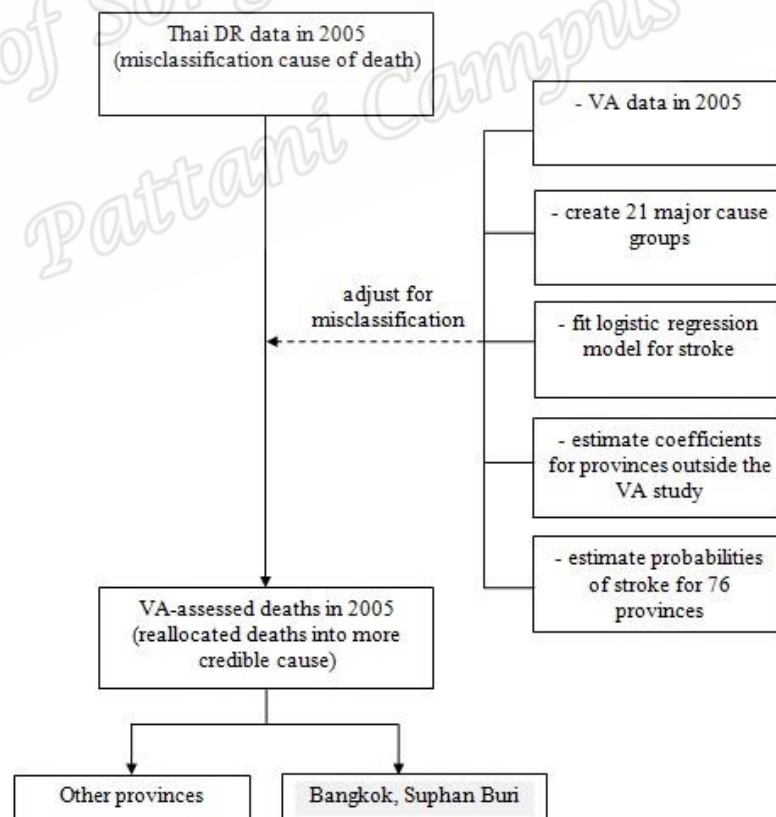 of
Pattani Campus
Thai DR data in 2005
(misclassification cause of death)
- VA data in 2005
- create 21 major cause
groups
adjust for
misclassification
- fit logistic regression
model for stroke
- estimate coefficients
for provinces outside the
VA study
- estimate probabilities
of stroke for 76
provinces
VA-assessed deaths in 2005
(reallocated deaths into more
credible cause)
Other provinces
Bangkok, Suphan Buri